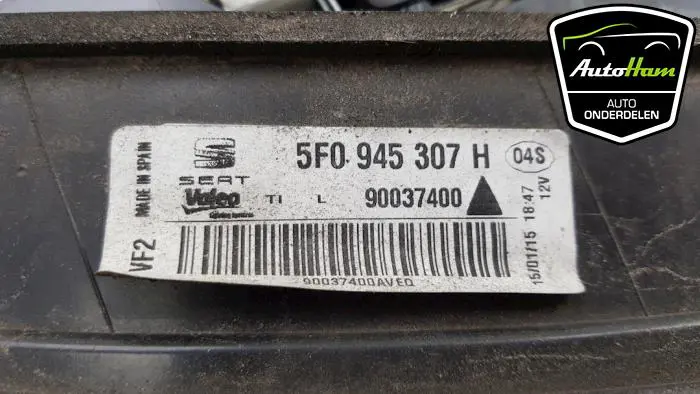 AutoHam
AUTO
ONDERDELEN
MADE IN SPAIN
VF2
SEAT
Valeo
TI L
5F0 945 307 H
04S
90037400
90037400AVEQ
15/01/15 18:47
12V